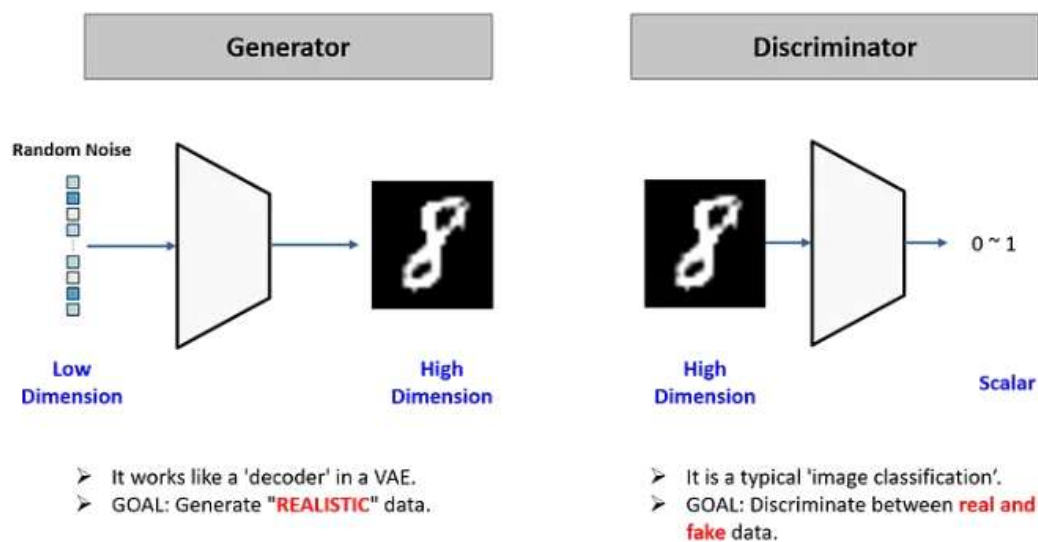 Generator
Random Noise
Low
Dimension
High
Dimension
➢ It works like a 'decoder' in a VAE.
➢ GOAL: Generate "REALISTIC" data.
Discriminator
0 ~ 1
High
Dimension
Scalar
➢ It is a typical 'image classification'.
➢ GOAL: Discriminate between real and
fake data.